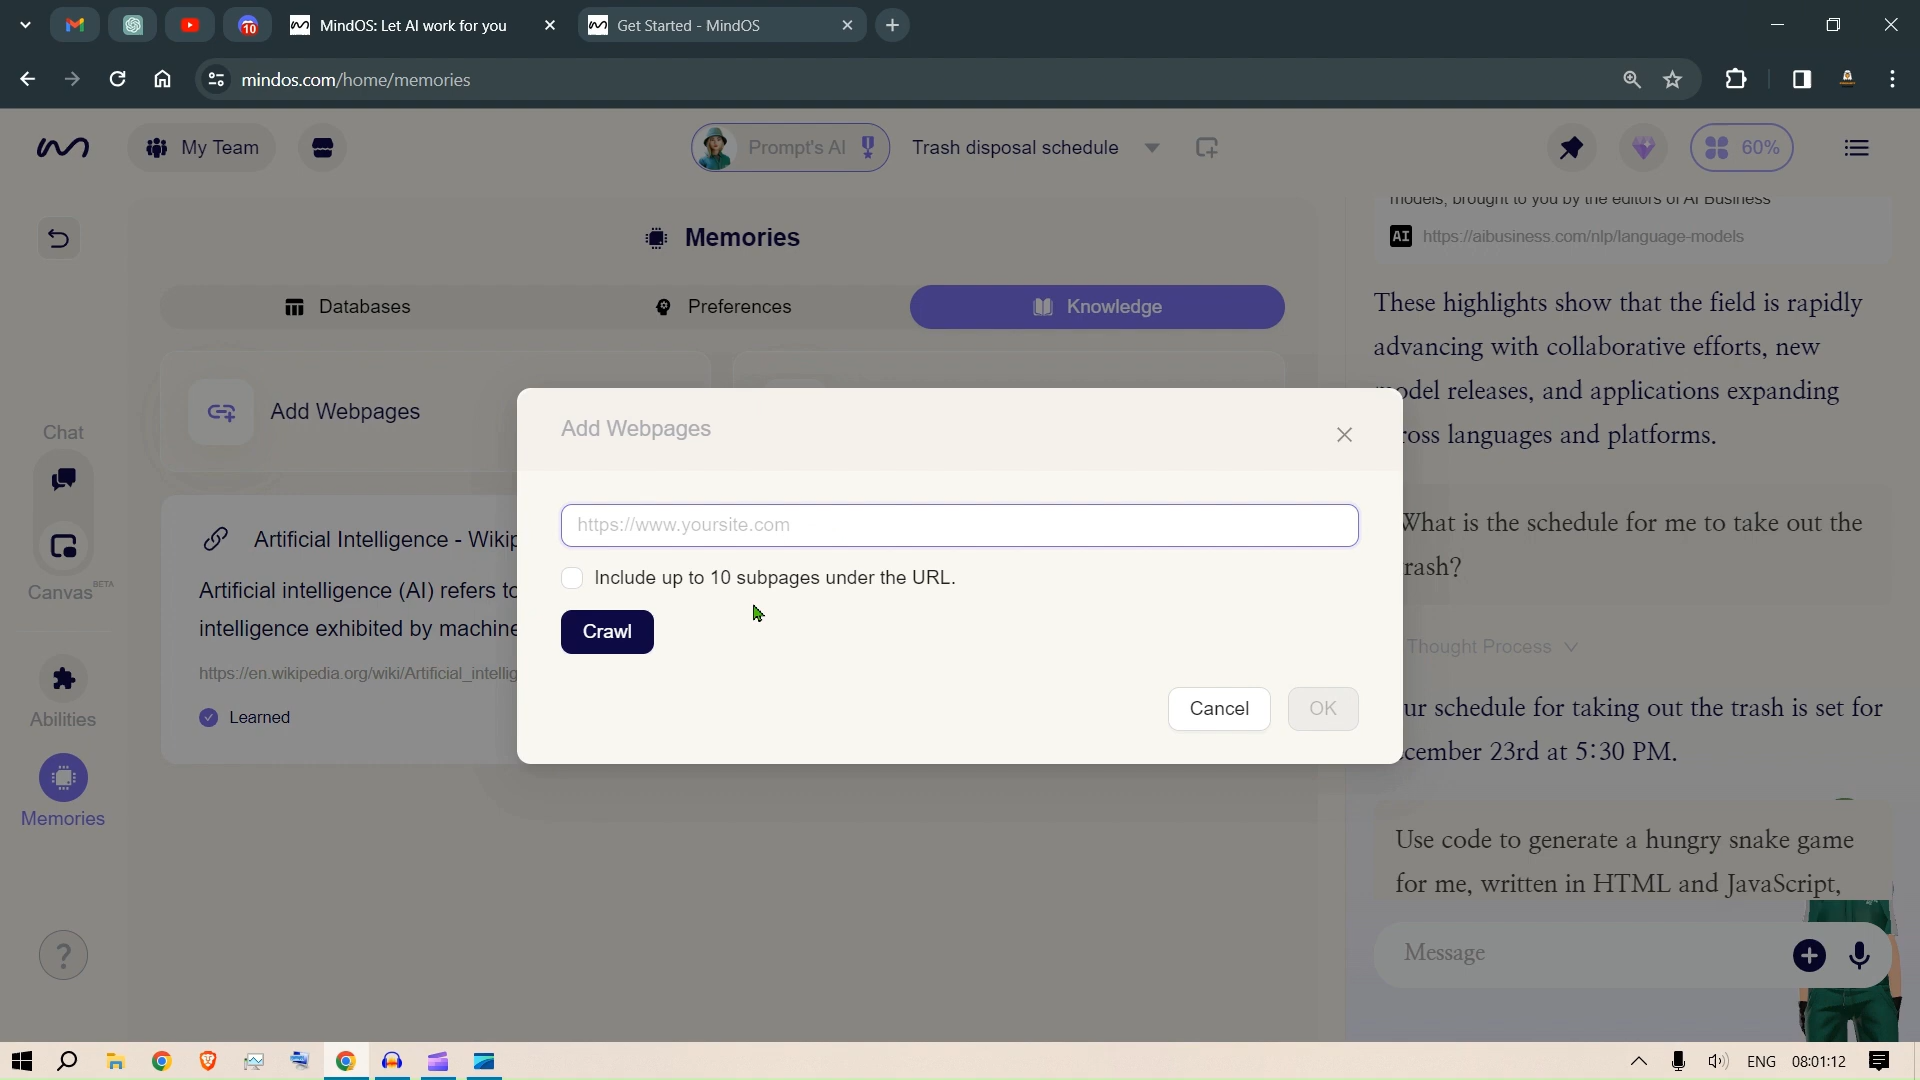 10
MindOS: Let AI work for you
Get Started - MindOS
mindos.com/home/memories
My Team
Prompt's AI
Trash disposal schedule
60%
Memories
Databases
Preferences
Knowledge
Add Webpages
Artificial Intelligence - Wikip
Artificial intelligence (AI) refers to
intelligence exhibited by machine
https://en.wikipedia.org/wiki/Artificial_intellig
Learned
Chat
Canvas BETA
Abilities
Memories
?
Add Webpages
https://www.yoursite.com
Include up to 10 subpages under the URL.
Crawl
Cancel
OK
models, brought to you by the editors of AI Business
AI https://aibusiness.com/nlp/language-models
These highlights show that the field is rapidly
advancing with collaborative efforts, new
model releases, and applications expanding
across languages and platforms.
What is the schedule for me to take out the
trash?
Thought Process
Your schedule for taking out the trash is set for
December 23rd at 5:30 PM.
Use code to generate a hungry snake game
for me, written in HTML and JavaScript,
Message
ENG
08:01:12